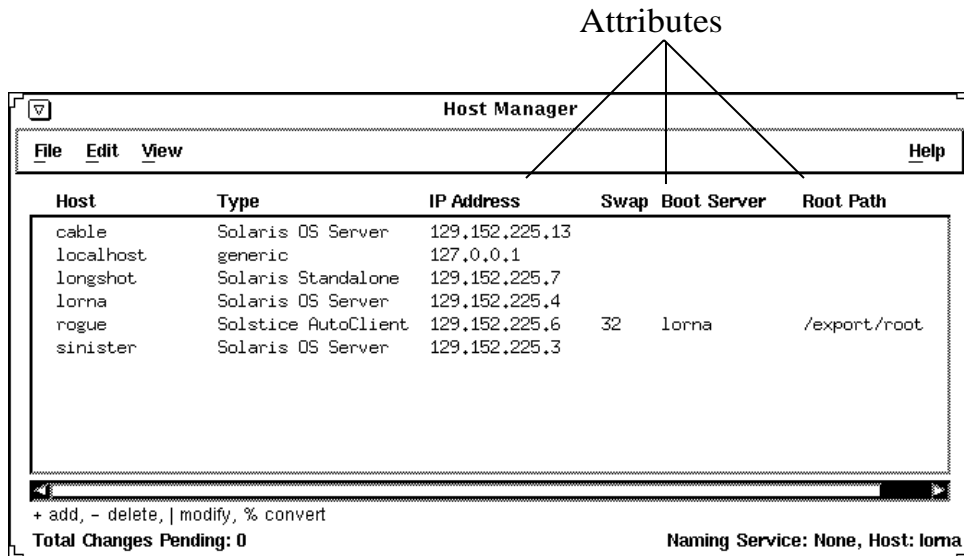 Attributes
Host Manager
File Edit View Help
Host Type IP Address Swap Boot Server Root Path
cable Solaris OS Server 129.152.225.13
localhost generic 127.0.0.1
longshot Solaris Standalone 129.152.225.7
lorna Solaris OS Server 129.152.225.4
rogue Solstice AutoClient 129.152.225.6 32 lorna /export/root
sinister Solaris OS Server 129.152.225.3
+ add, – delete, | modify, % convert
Total Changes Pending: 0 Naming Service: None, Host: lorna